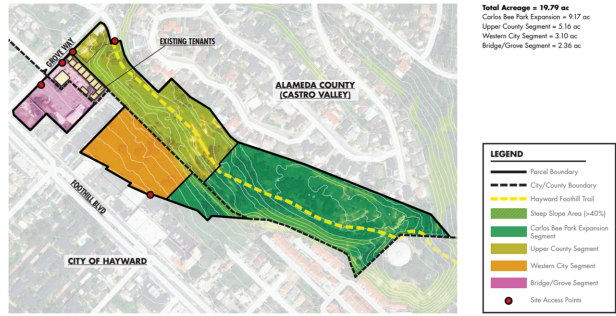 Total Acreage = 19.79 ac
Carlos Bee Park Expansion = 9.17 ac
Upper County Segment = 5.16 ac
Western City Segment = 3.10 ac
Bridge/Grove Segment = 2.36 ac
GROVE WAY
EXISTING TENANTS
ALAMEDA COUNTY
(CASTRO VALLEY)
FOOTHILL BLVD
CITY OF HAYWARD
LEGEND
Parcel Boundary
City/County Boundary
Hayward Foothill Trail
Steep Slope Area (>40%)
Carlos Bee Park Expansion
Segment
Upper County Segment
Western City Segment
Bridge/Grove Segment
Site Access Points